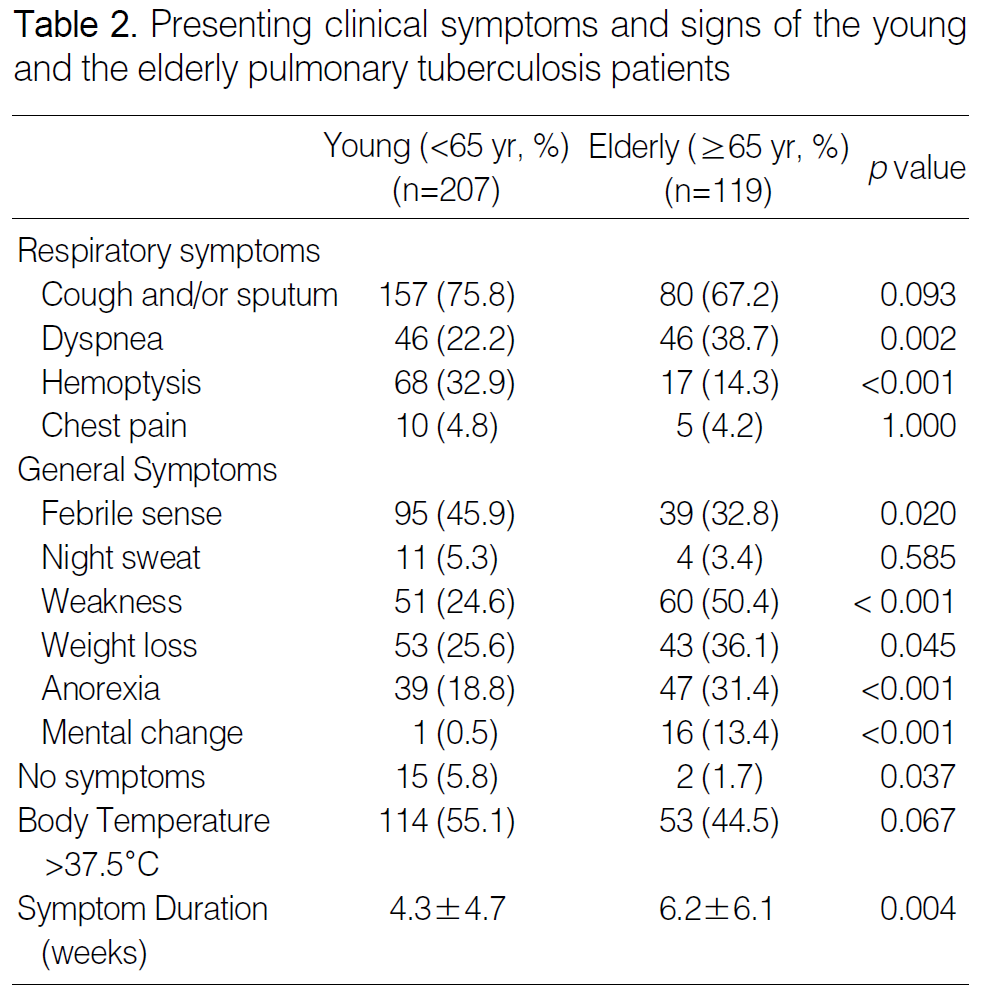 Table 2. Presenting clinical symptoms and signs of the young
and the elderly pulmonary tuberculosis patients
Young (<65 yr, %) Elderly (≥65 yr, %) p value
(n=207) (n=119)
Respiratory symptoms
Cough and/or sputum 157 (75.8) 80 (67.2) 0.093
Dyspnea 46 (22.2) 46 (38.7) 0.002
Hemoptysis 68 (32.9) 17 (14.3) <0.001
Chest pain 10 (4.8) 5 (4.2) 1.000
General Symptoms
Febrile sense 95 (45.9) 39 (32.8) 0.020
Night sweat 11 (5.3) 4 (3.4) 0.585
Weakness 51 (24.6) 60 (50.4) < 0.001
Weight loss 53 (25.6) 43 (36.1) 0.045
Anorexia 39 (18.8) 47 (31.4) <0.001
Mental change 1 (0.5) 16 (13.4) <0.001
No symptoms 15 (5.8) 2 (1.7) 0.037
Body Temperature 114 (55.1) 53 (44.5) 0.067
>37.5°C
Symptom Duration 4.3±4.7 6.2±6.1 0.004
(weeks)